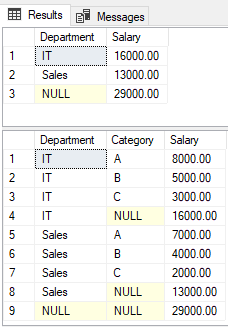 Results Messages
Department Salary
1 IT 16000.00
2 Sales 13000.00
3 NULL 29000.00
Department Category Salary
1 IT A 8000.00
2 IT B 5000.00
3 IT C 3000.00
4 IT NULL 16000.00
5 Sales A 7000.00
6 Sales B 4000.00
7 Sales C 2000.00
8 Sales NULL 13000.00
9 NULL NULL 29000.00